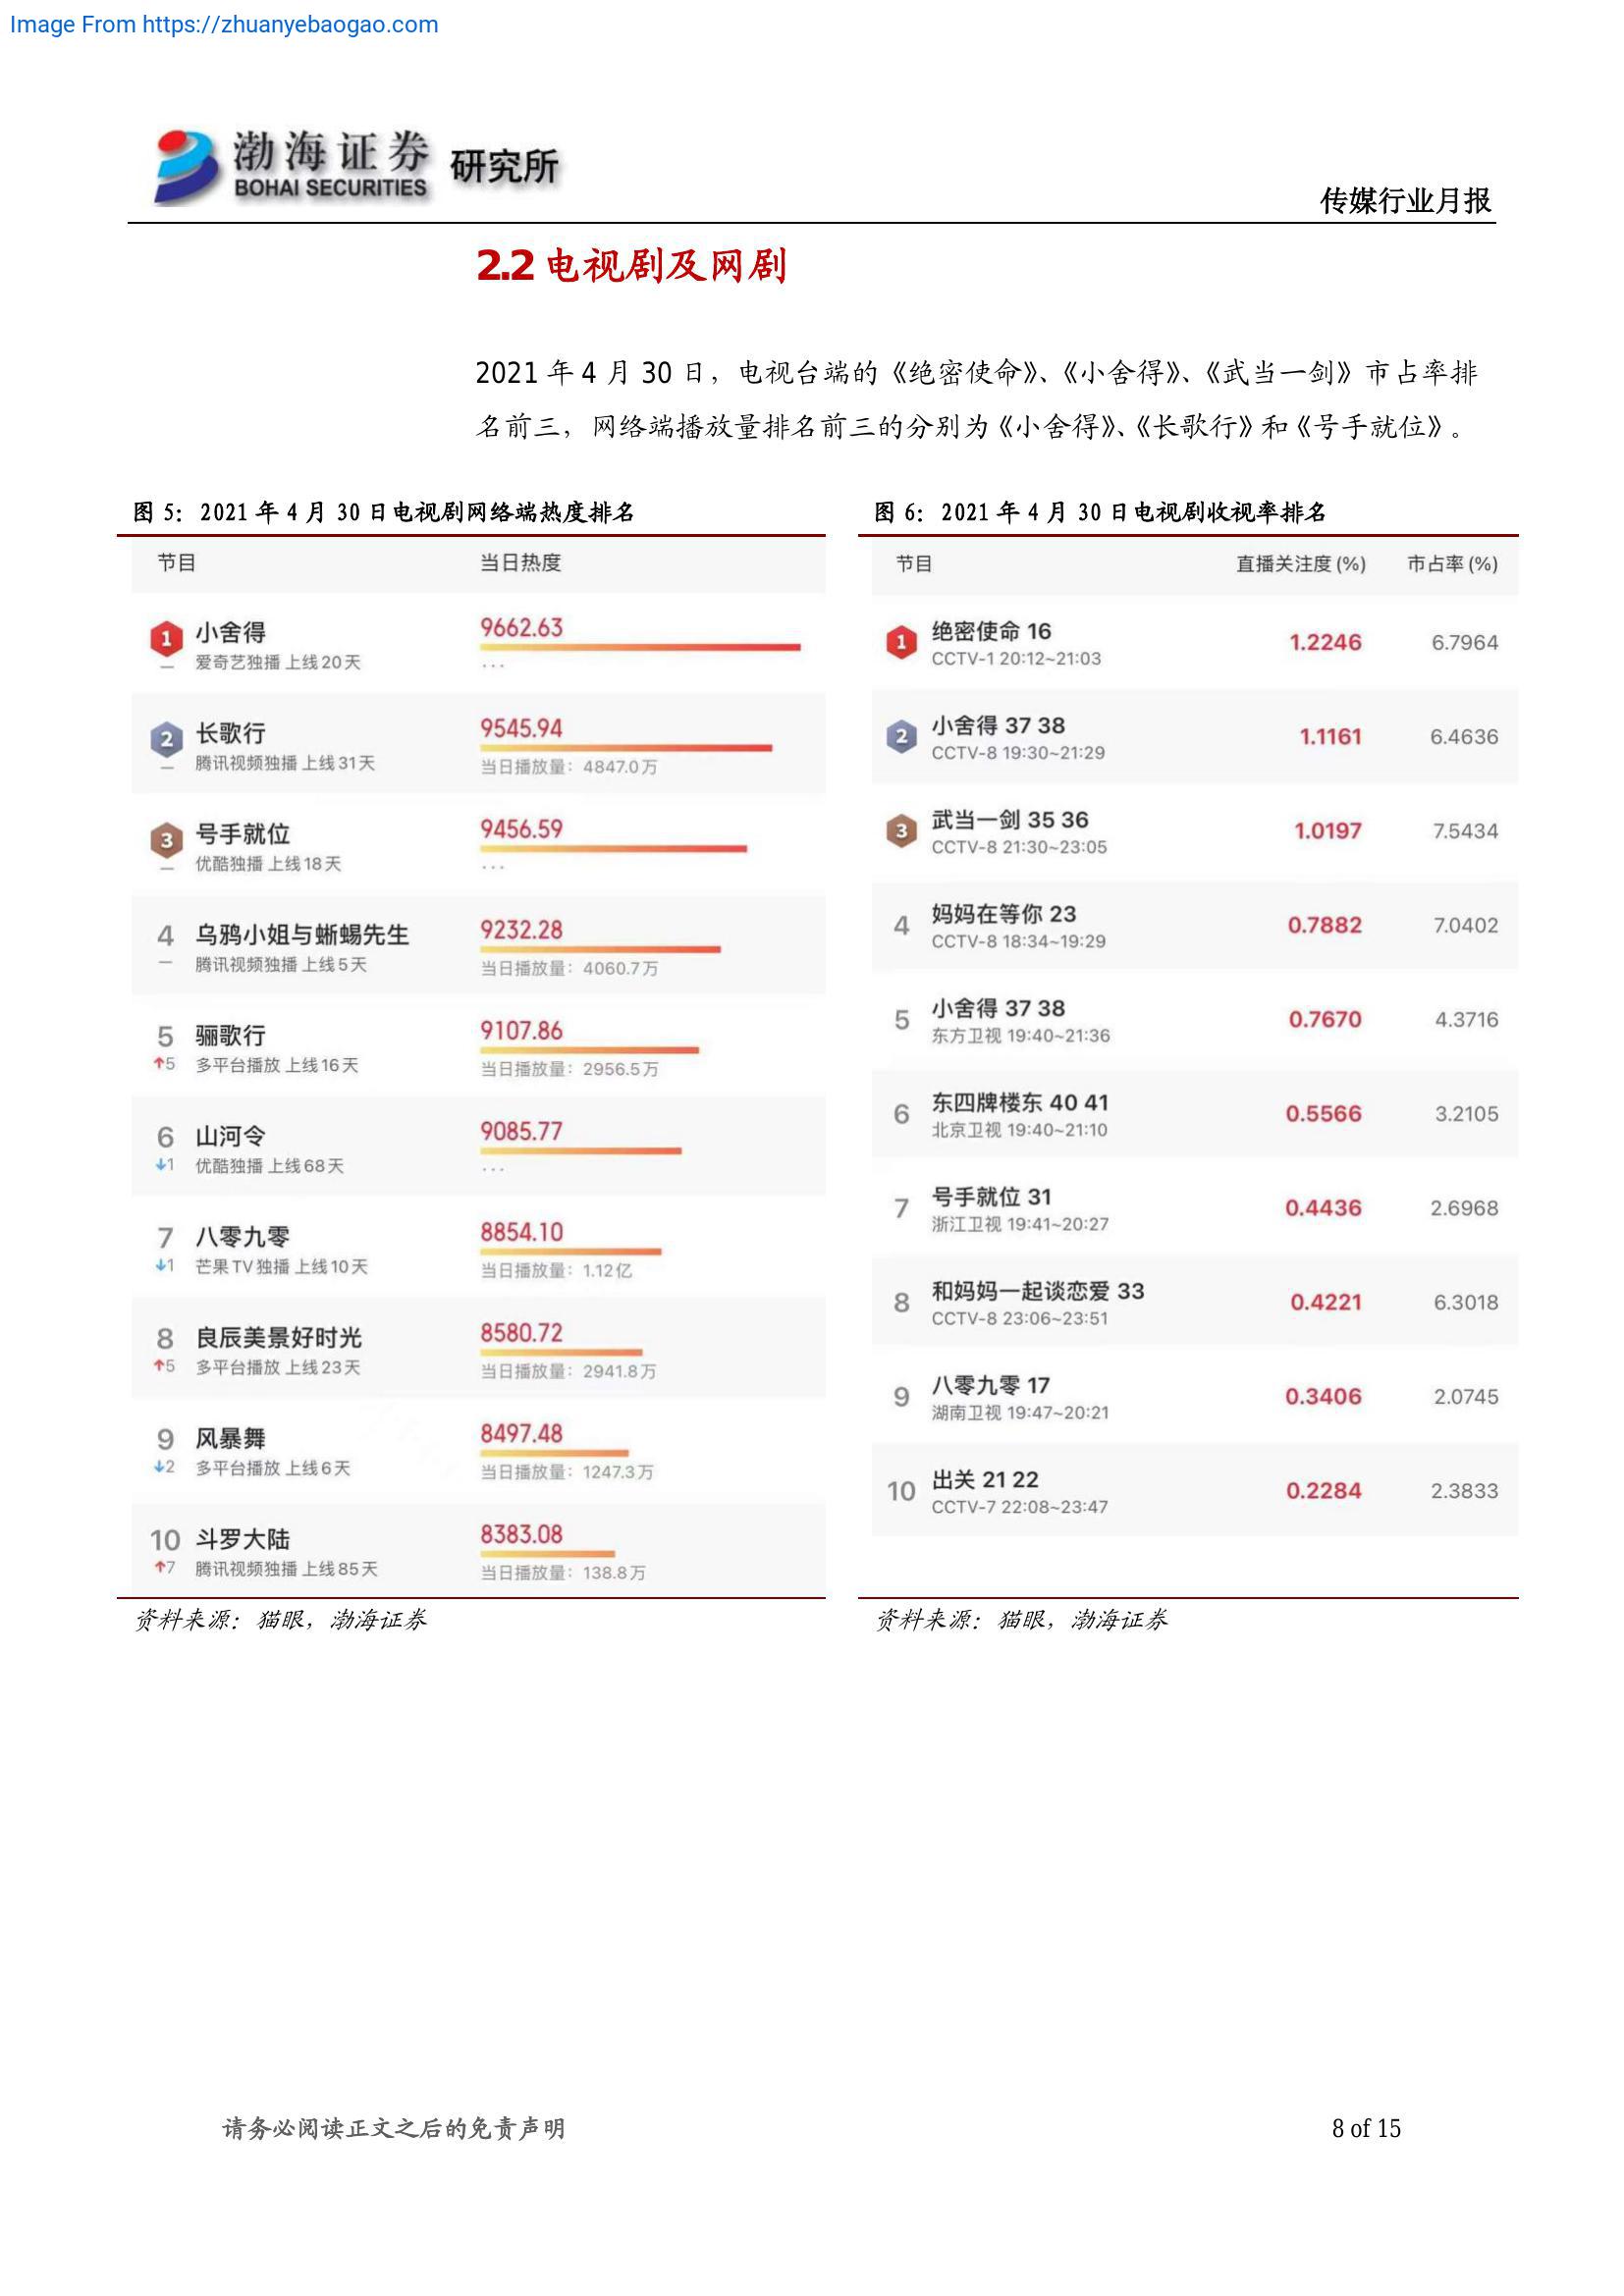 Image From https://zhuanyebaogao.com
渤海证券 研究所
BOHAI SECURITIES
传媒行业月报
2.2 电视剧及网剧
2021 年 4 月 30 日，电视台端的《绝密使命》、《小舍得》、《武当一剑》市占率排
名前三，网络端播放量排名前三的分别为《小舍得》、《长歌行》和《号手就位》。
图 5：2021 年 4 月 30 日电视剧网络端热度排名
节目 当日热度
1 小舍得 9662.63
— 爱奇艺独播 上线20天 ...
2 长歌行 9545.94
— 腾讯视频独播 上线31天 当日播放量：4847.0万
3 号手就位 9456.59
— 优酷独播 上线18天 ...
4 乌鸦小姐与蜥蜴先生 9232.28
— 腾讯视频独播 上线5天 当日播放量：4060.7万
5 骊歌行 9107.86
↑5 多平台播放 上线16天 当日播放量：2956.5万
6 山河令 9085.77
↓1 优酷独播 上线68天 ...
7 八零九零 8854.10
↓1 芒果TV独播 上线10天 当日播放量：1.12亿
8 良辰美景好时光 8580.72
↑5 多平台播放 上线23天 当日播放量：2941.8万
9 风暴舞 8497.48
↓2 多平台播放 上线6天 当日播放量：1247.3万
10 斗罗大陆 8383.08
↑7 腾讯视频独播 上线85天 当日播放量：138.8万
资料来源：猫眼，渤海证券
图 6：2021 年 4 月 30 日电视剧收视率排名
节目 直播关注度(%) 市占率(%)
1 绝密使命 16 1.2246 6.7964
CCTV-1 20:12~21:03
2 小舍得 37 38 1.1161 6.4636
CCTV-8 19:30~21:29
3 武当一剑 35 36 1.0197 7.5434
CCTV-8 21:30~23:05
4 妈妈在等你 23 0.7882 7.0402
CCTV-8 18:34~19:29
5 小舍得 37 38 0.7670 4.3716
东方卫视 19:40~21:36
6 东四牌楼东 40 41 0.5566 3.2105
北京卫视 19:40~21:10
7 号手就位 31 0.4436 2.6968
浙江卫视 19:41~20:27
8 和妈妈一起谈恋爱 33 0.4221 6.3018
CCTV-8 23:06~23:51
9 八零九零 17 0.3406 2.0745
湖南卫视 19:47~20:21
10 出关 21 22 0.2284 2.3833
CCTV-7 22:08~23:47
资料来源：猫眼，渤海证券
请务必阅读正文之后的免责声明 8 of 15